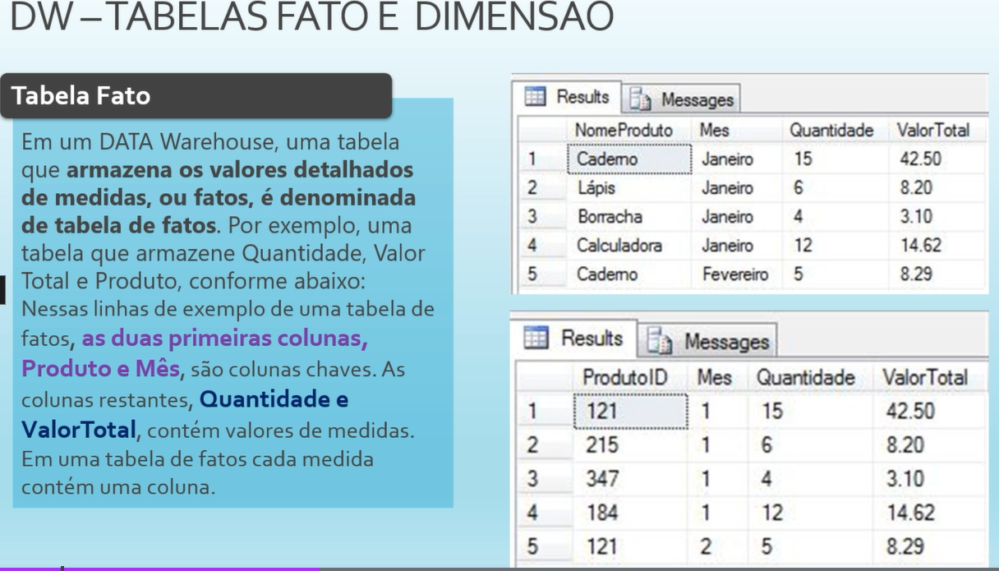 DW – TABELAS FATO E DIMENSAO
Tabela Fato
Em um DATA Warehouse, uma tabela
que armazena os valores detalhados
de medidas, ou fatos, é denominada
de tabela de fatos. Por exemplo, uma
tabela que armazene Quantidade, Valor
Total e Produto, conforme abaixo:
Nessas linhas de exemplo de uma tabela de
fatos, as duas primeiras colunas,
Produto e Mês, são colunas chaves. As
colunas restantes, Quantidade e
ValorTotal, contém valores de medidas.
Em uma tabela de fatos cada medida
contém uma coluna.
Results Messages
NomeProduto Mes Quantidade ValorTotal
1 Caderno Janeiro 15 42.50
2 Lápis Janeiro 6 8.20
3 Borracha Janeiro 4 3.10
4 Calculadora Janeiro 12 14.62
5 Caderno Fevereiro 5 8.29
Results Messages
ProdutoID Mes Quantidade ValorTotal
1 121 1 15 42.50
2 215 1 6 8.20
3 347 1 4 3.10
4 184 1 12 14.62
5 121 2 5 8.29